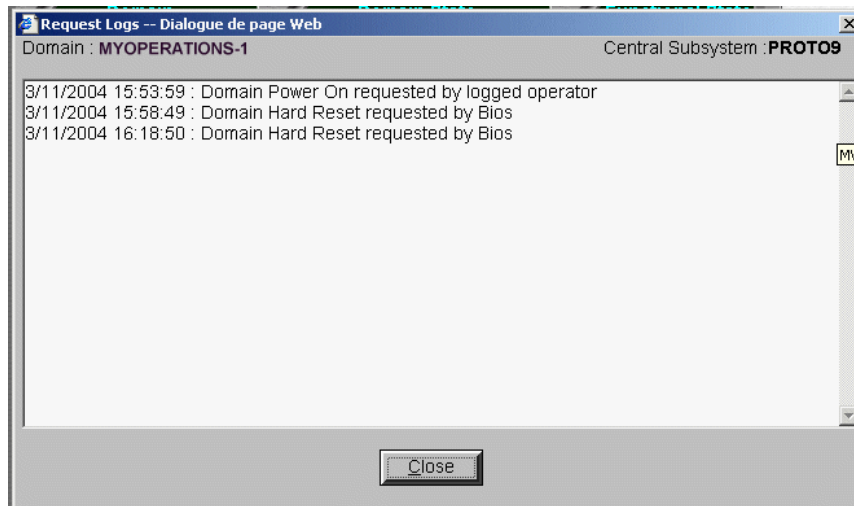 Request Logs -- Dialogue de page Web
Domain : MYOPERATIONS-1 Central Subsystem :PROTO9
3/11/2004 15:53:59 : Domain Power On requested by logged operator
3/11/2004 15:58:49 : Domain Hard Reset requested by Bios
3/11/2004 16:18:50 : Domain Hard Reset requested by Bios
Close